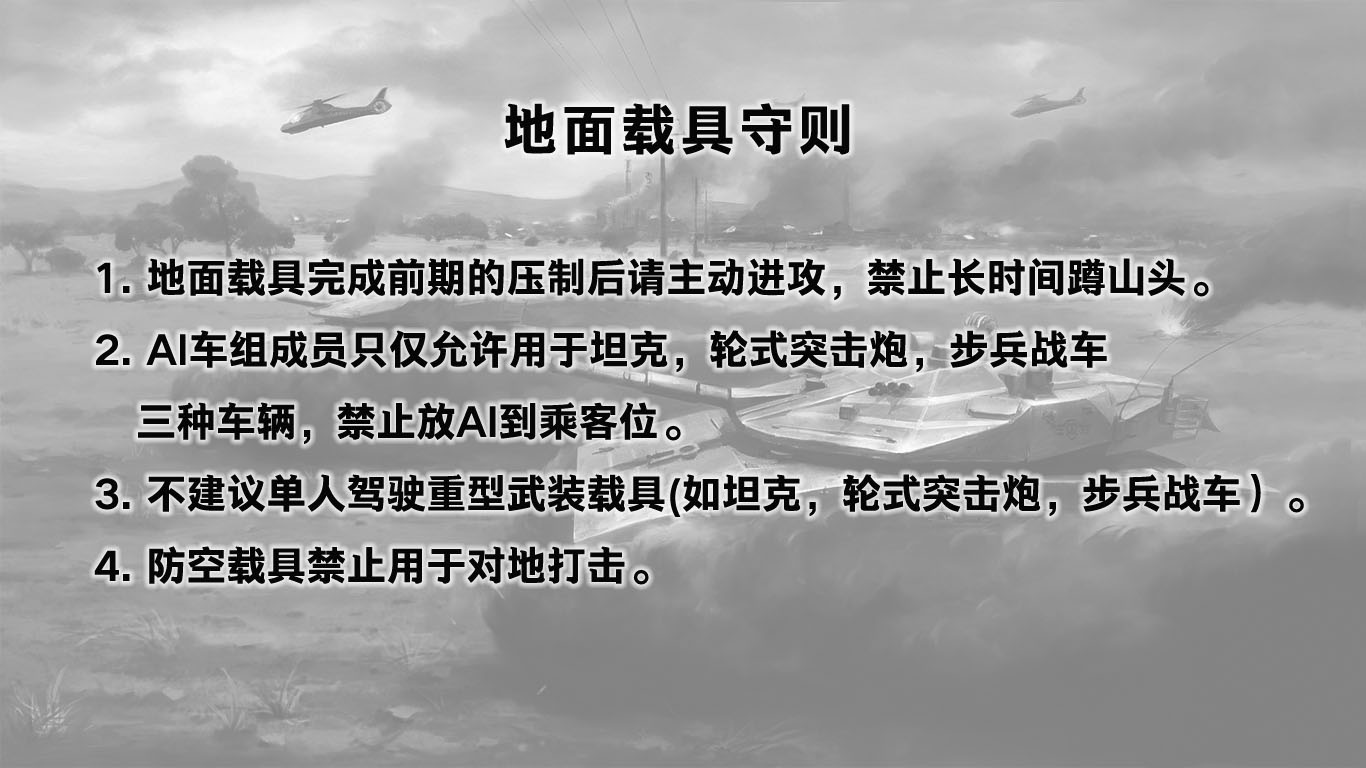 地面载具守则
1. 地面载具完成前期的压制后请主动进攻，禁止长时间蹲山头。
2. AI车组成员只仅允许用于坦克，轮式突击炮，步兵战车
三种车辆，禁止放AI到乘客位。
3. 不建议单人驾驶重型武装载具(如坦克，轮式突击炮，步兵战车）。
4. 防空载具禁止用于对地打击。